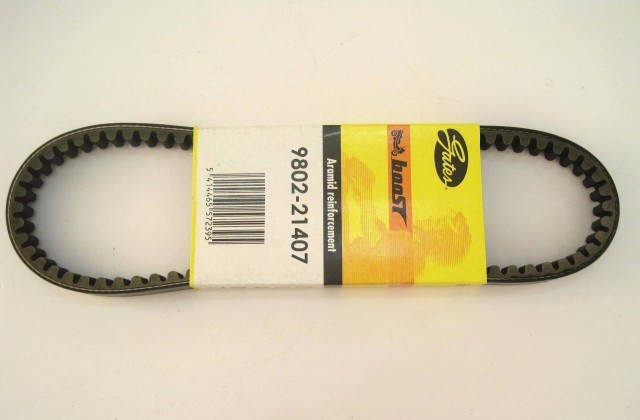 Gates
boosT
Aramid reinforcement
9802-21407
5 414465 572395